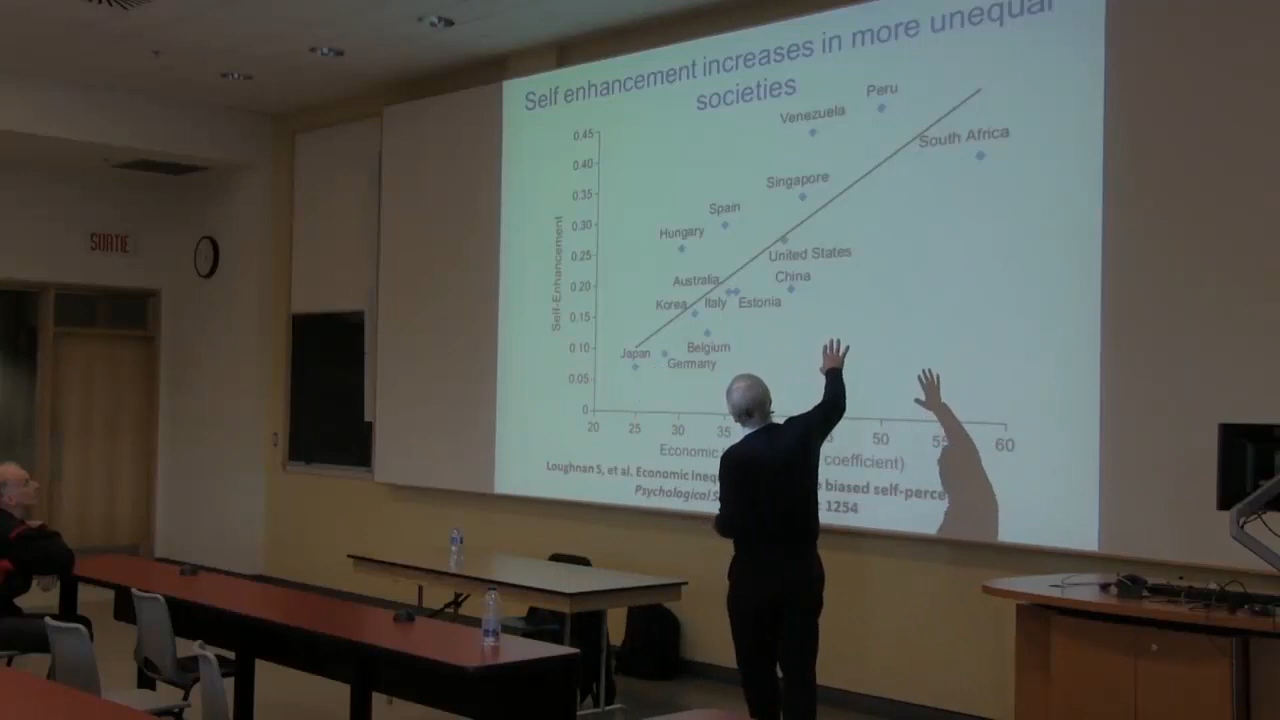 Self enhancement increases in more unequal
societies
Peru
Venezuela
0.45
South Africa
0.40
Singapore
0.35
Spain
0.30
Hungary
0.25
United States
Australia
China
0.20
Korea
Italy
Estonia
0.15
0.10
Japan
Belgium
Germany
0.05
0
Self-Enhancement
20 25 30 35 50 55 60
Economic coefficient)
Loughnan S, et al. Economic biased
Psychological 1254
SORTIE